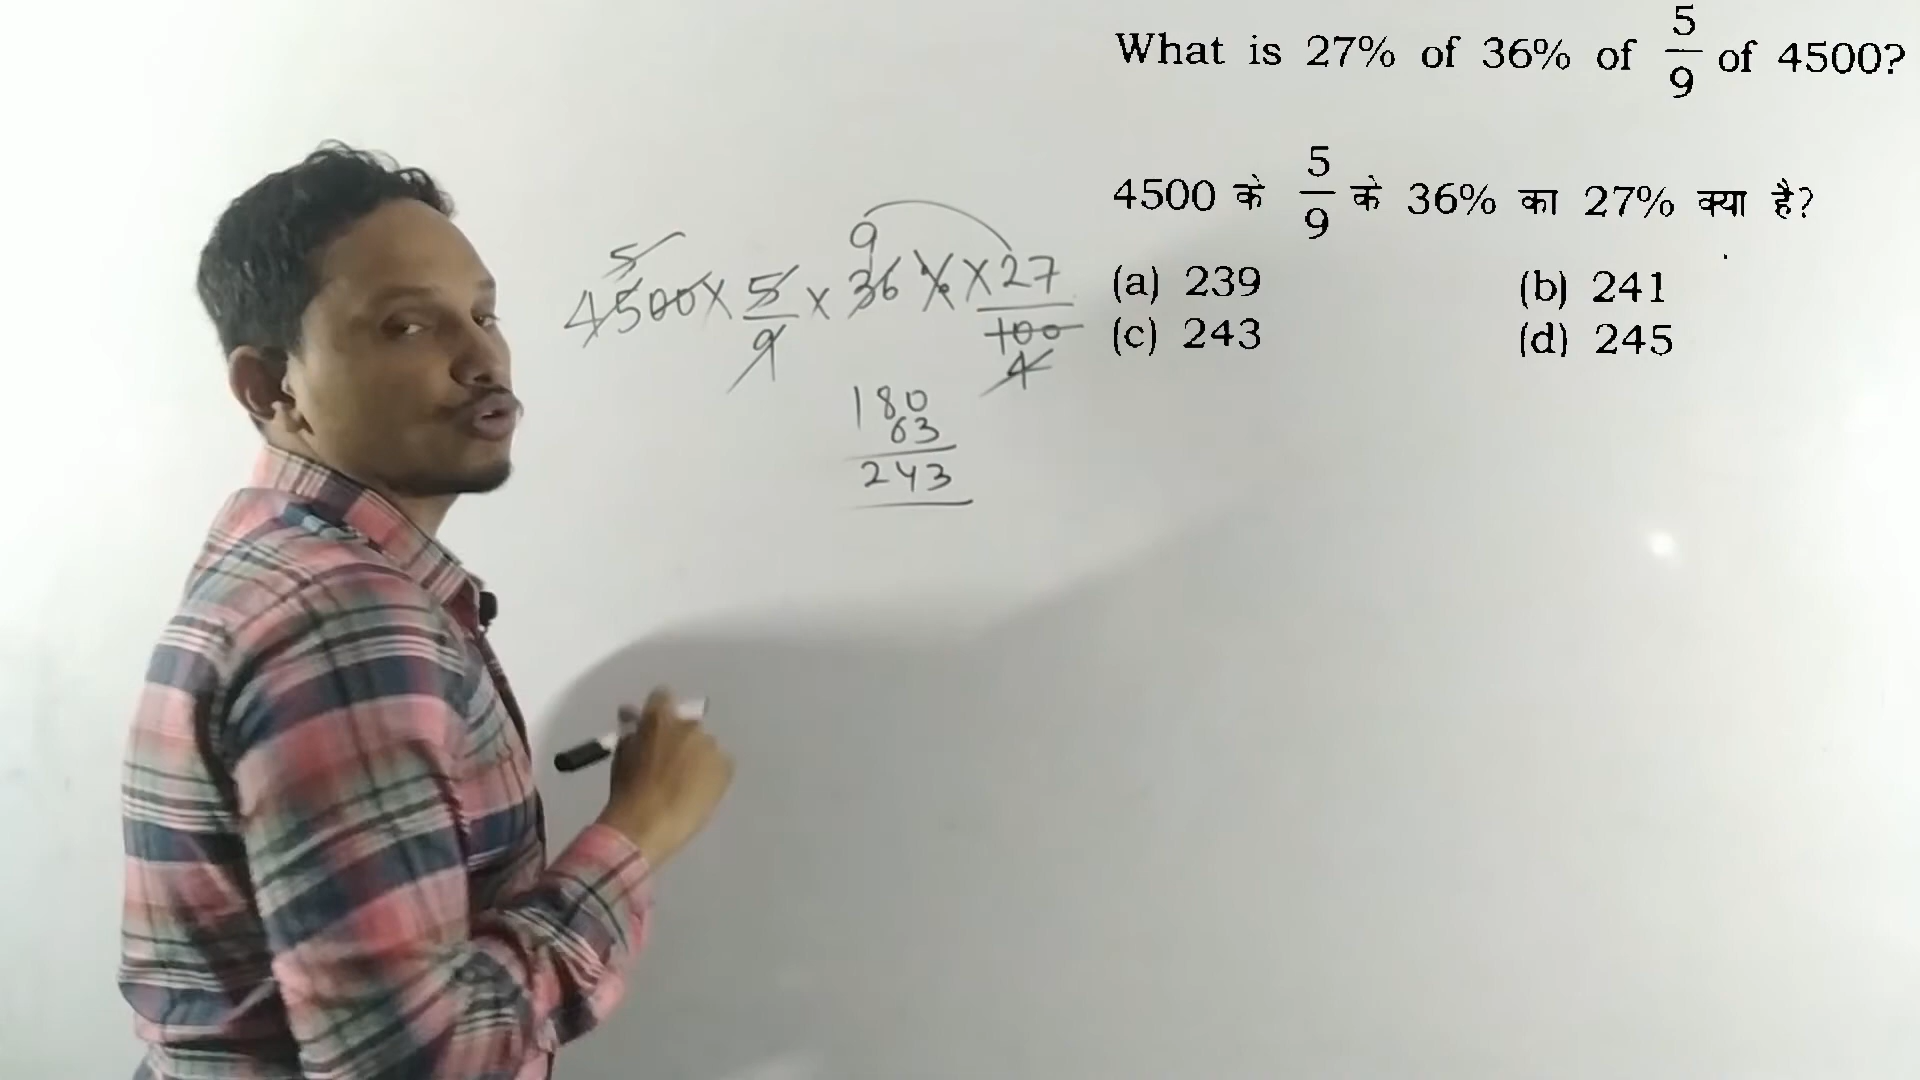 What is 27% of 36% of 5/9 of 4500?
4500 के 5/9 के 36% का 27% क्या है?
(a) 239 (b) 241
(c) 243 (d) 245
5 9
4500 × 5/9 × 36 % × 27/100
4
180
63
243